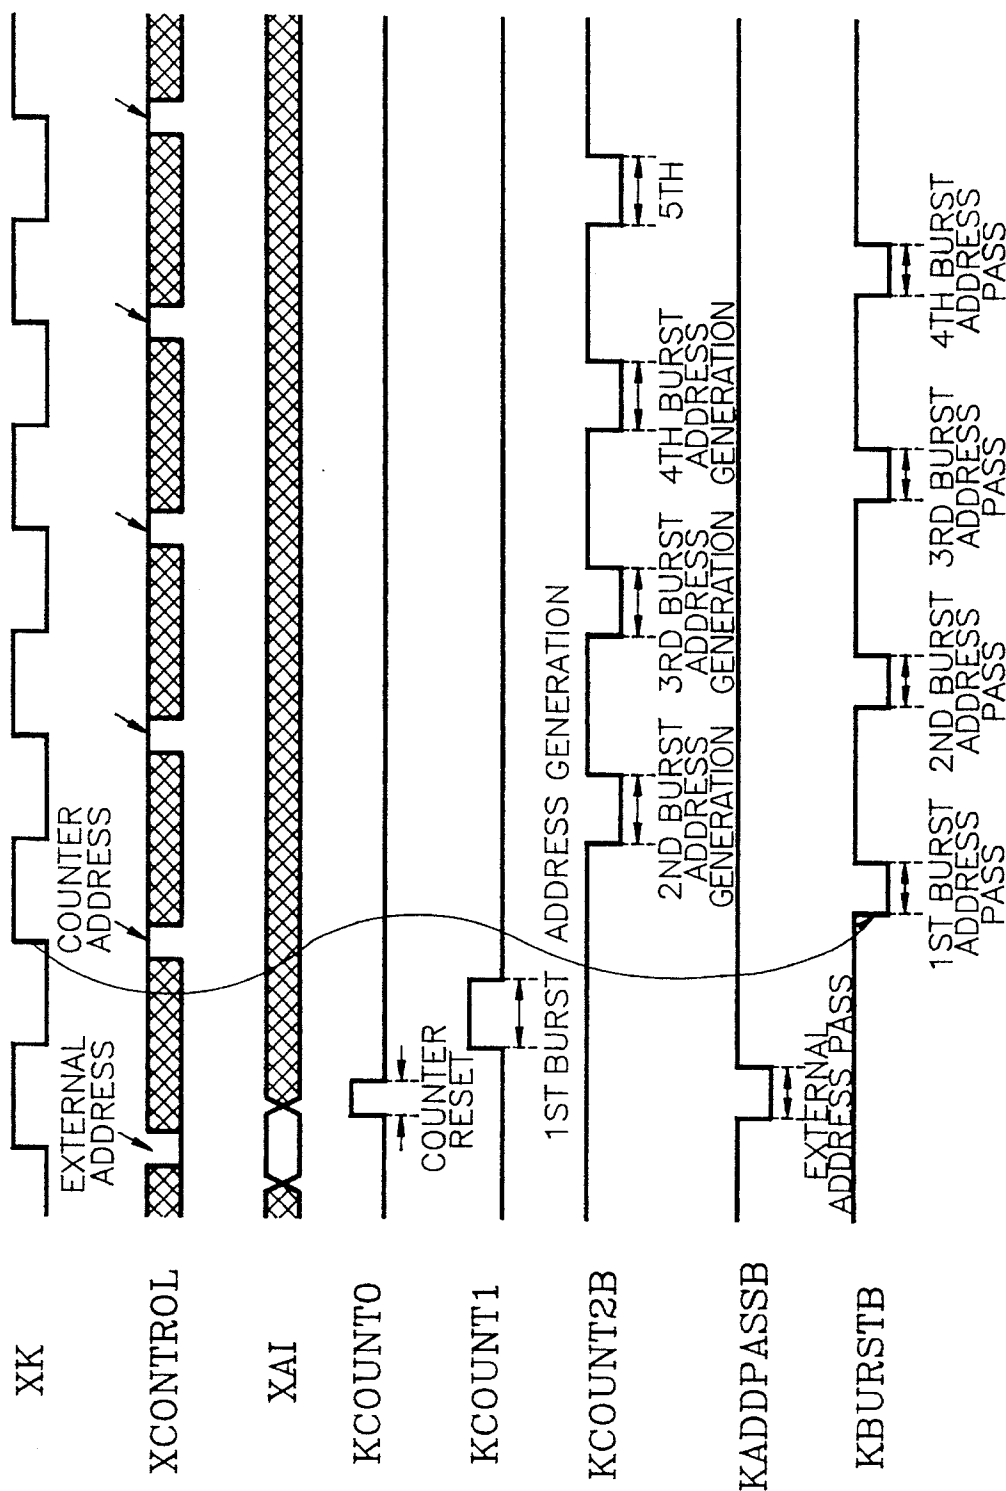 XK
EXTERNAL
ADDRESS
COUNTER
ADDRESS
XCONTROL
XAI
KCOUNT0
COUNTER
RESET
KCOUNT1
1ST BURST ADDRESS GENERATION
KCOUNT2B
2ND BURST
ADDRESS
GENERATION
3RD BURST
ADDRESS
GENERATION
4TH BURST
ADDRESS
GENERATION
5TH
KADDPASSB
EXTERNAL
ADDRESS PASS
KBURSTB
1ST BURST
ADDRESS
PASS
2ND BURST
ADDRESS
PASS
3RD BURST
ADDRESS
PASS
4TH BURST
ADDRESS
PASS